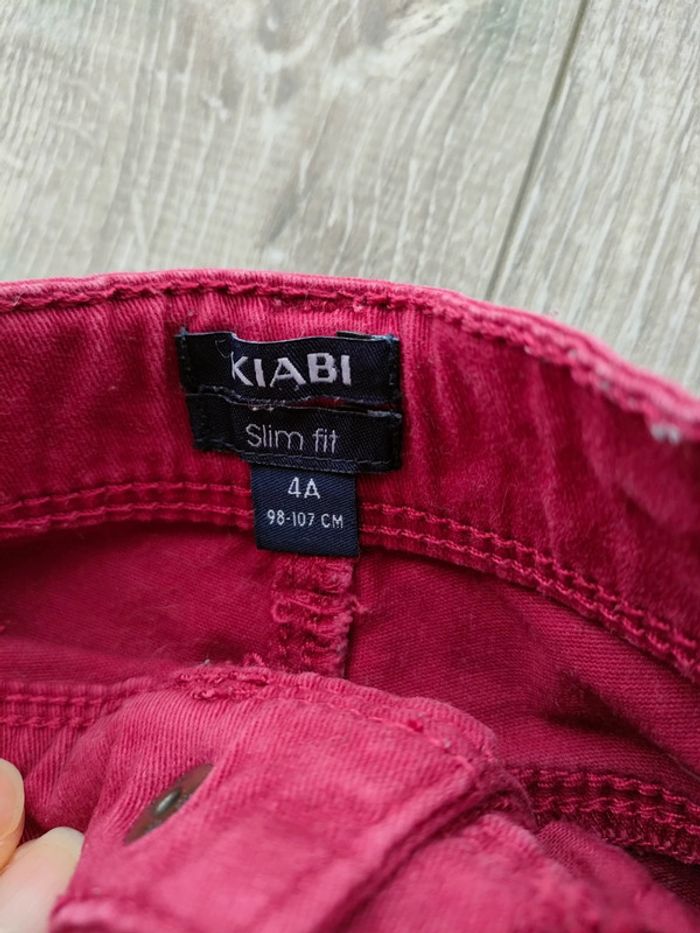 KIABI
Slim fit
4A
98-107 CM